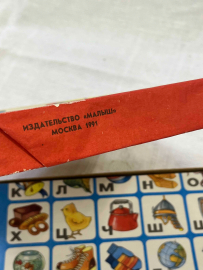 ИЗДАТЕЛЬСТВО «МАЛЫШ»
МОСКВА 1991
К Л М Н О
Х Ц Ч Ш